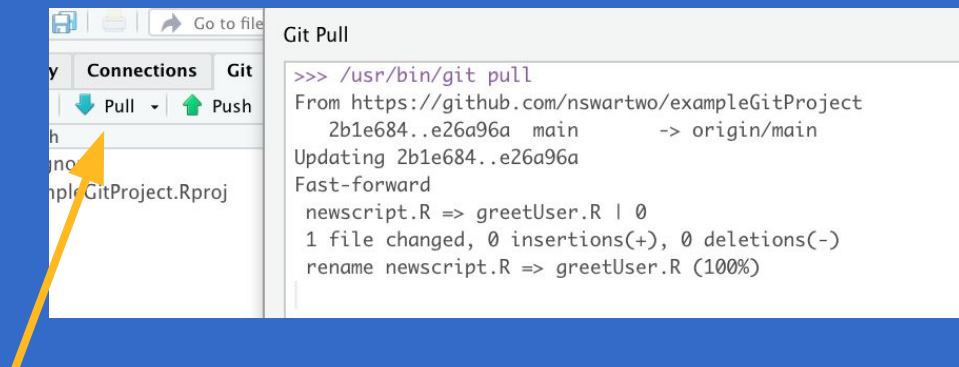 Go to file
y Connections Git
Pull Push
h
gno
mpleGitProject.Rproj
Git Pull
>>> /usr/bin/git pull
From https://github.com/nswartwo/exampleGitProject
   2b1e684..e26a96a  main       -> origin/main
Updating 2b1e684..e26a96a
Fast-forward
 newscript.R => greetUser.R | 0
 1 file changed, 0 insertions(+), 0 deletions(-)
 rename newscript.R => greetUser.R (100%)